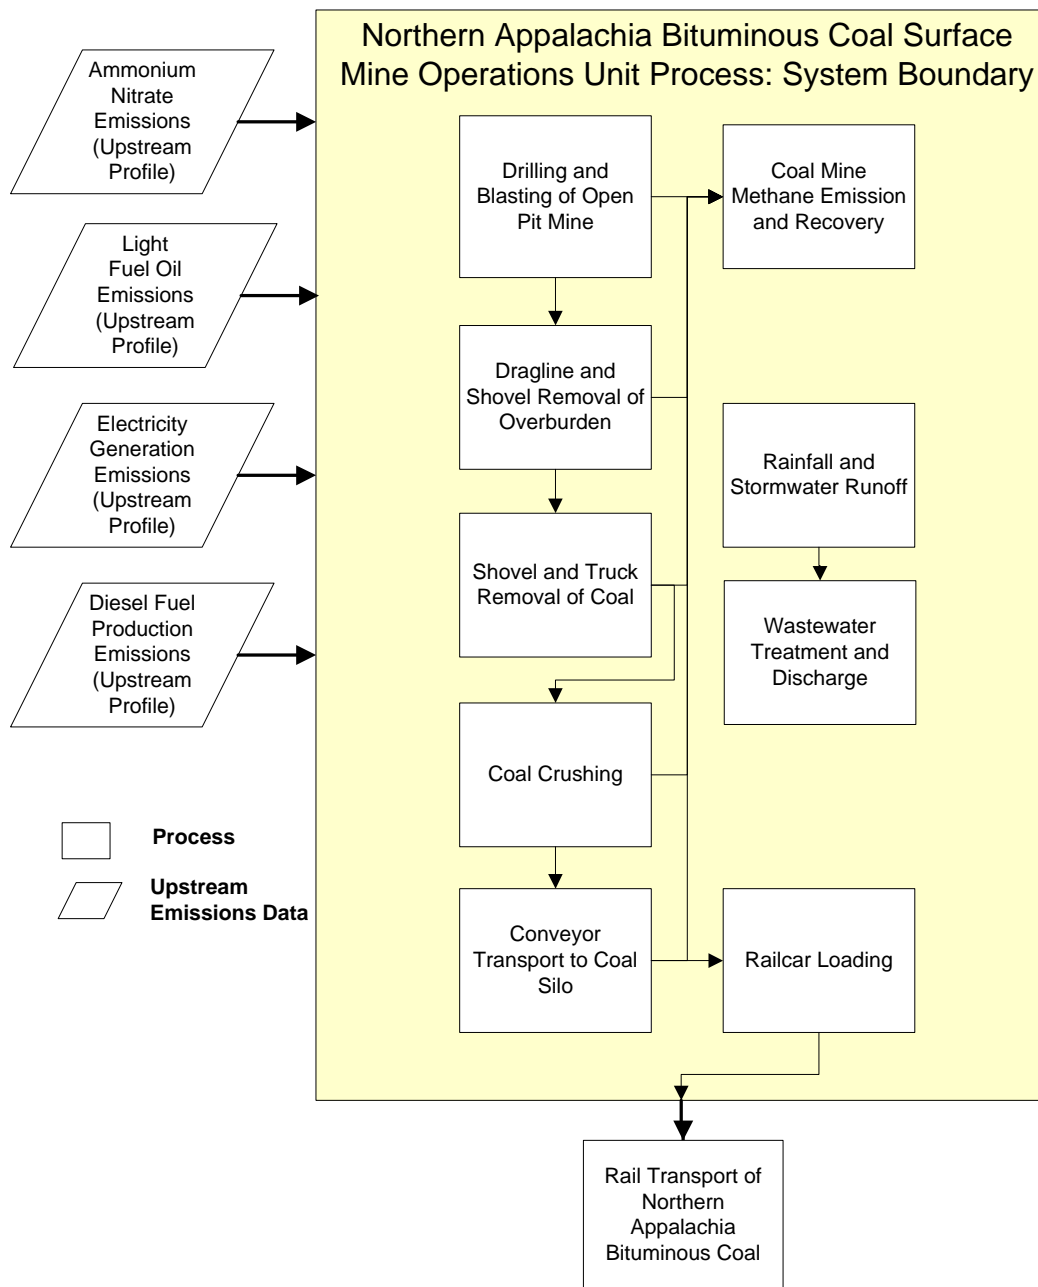 Northern Appalachia Bituminous Coal Surface
Mine Operations Unit Process: System Boundary
Ammonium
Nitrate
Emissions
(Upstream
Profile)
Light
Fuel Oil
Emissions
(Upstream
Profile)
Electricity
Generation
Emissions
(Upstream
Profile)
Diesel Fuel
Production
Emissions
(Upstream
Profile)
Process
Upstream
Emissions Data
Drilling and
Blasting of Open
Pit Mine
Coal Mine
Methane Emission
and Recovery
Dragline and
Shovel Removal of
Overburden
Rainfall and
Stormwater Runoff
Shovel and Truck
Removal of Coal
Wastewater
Treatment and
Discharge
Coal Crushing
Conveyor
Transport to Coal
Silo
Railcar Loading
Rail Transport of
Northern
Appalachia
Bituminous Coal